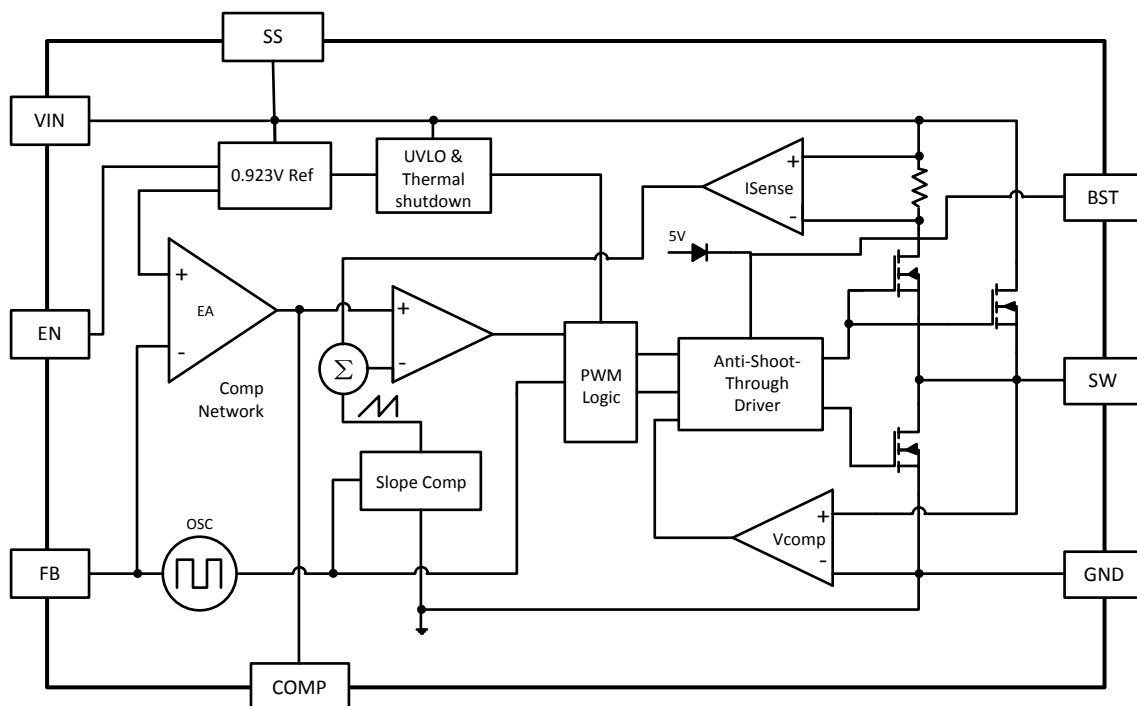 SS
VIN
0.923V Ref
UVLO &
Thermal
shutdown
+
ISense
-
BST
5V
+
EA
-
EN
Comp
Network
+
-
Σ
PWM
Logic
Anti-Shoot-
Through
Driver
SW
Slope Comp
OSC
+
Vcomp
-
FB
GND
COMP